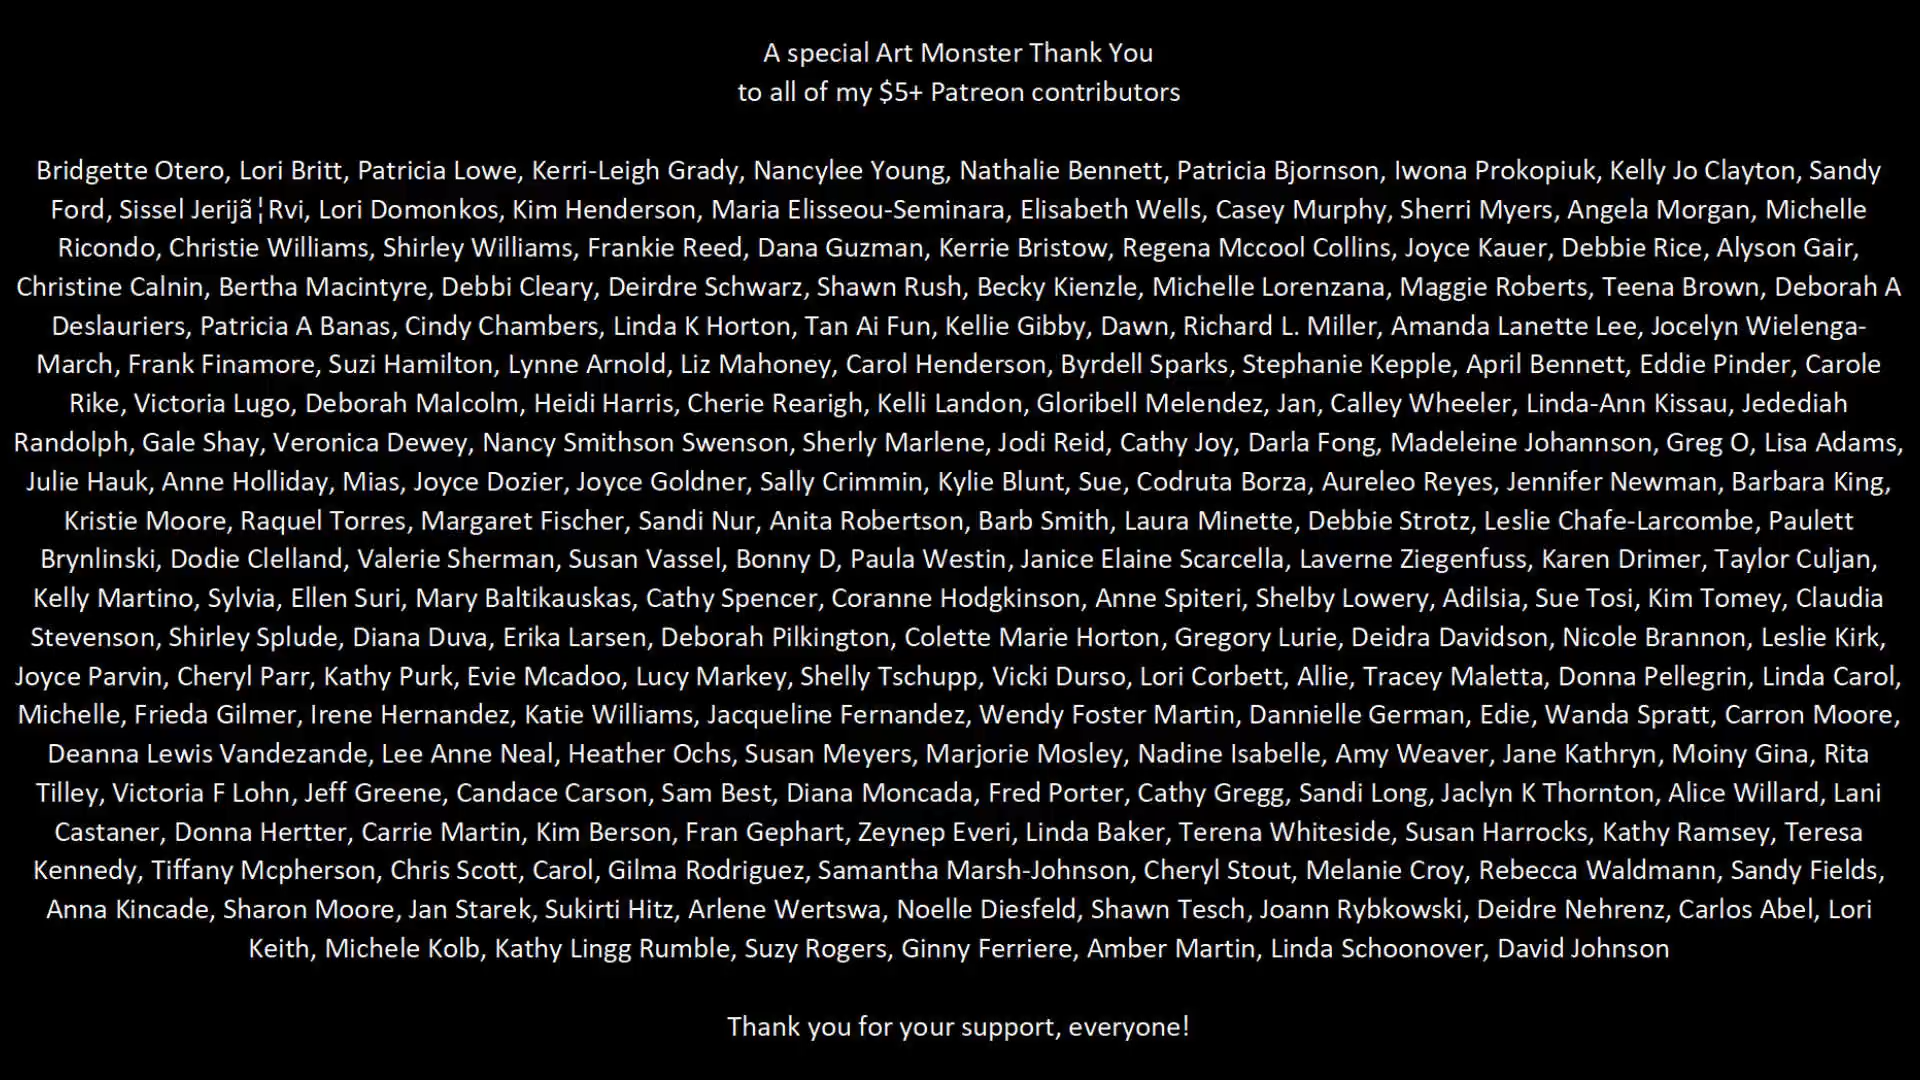 A special Art Monster Thank You
to all of my $5+ Patreon contributors
Bridgette Otero, Lori Britt, Patricia Lowe, Kerri-Leigh Grady, Nancylee Young, Nathalie Bennett, Patricia Bjornson, Iwona Prokopiuk, Kelly Jo Clayton, Sandy
Ford, Sissel Jerijã¦Rvi, Lori Domonkos, Kim Henderson, Maria Elisseou-Seminara, Elisabeth Wells, Casey Murphy, Sherri Myers, Angela Morgan, Michelle
Ricondo, Christie Williams, Shirley Williams, Frankie Reed, Dana Guzman, Kerrie Bristow, Regena Mccool Collins, Joyce Kauer, Debbie Rice, Alyson Gair,
Christine Calnin, Bertha Macintyre, Debbi Cleary, Deirdre Schwarz, Shawn Rush, Becky Kienzle, Michelle Lorenzana, Maggie Roberts, Teena Brown, Deborah A
Deslauriers, Patricia A Banas, Cindy Chambers, Linda K Horton, Tan Ai Fun, Kellie Gibby, Dawn, Richard L. Miller, Amanda Lanette Lee, Jocelyn Wielenga-
March, Frank Finamore, Suzi Hamilton, Lynne Arnold, Liz Mahoney, Carol Henderson, Byrdell Sparks, Stephanie Kepple, April Bennett, Eddie Pinder, Carole
Rike, Victoria Lugo, Deborah Malcolm, Heidi Harris, Cherie Rearigh, Kelli Landon, Gloribell Melendez, Jan, Calley Wheeler, Linda-Ann Kissau, Jedediah
Randolph, Gale Shay, Veronica Dewey, Nancy Smithson Swenson, Sherly Marlene, Jodi Reid, Cathy Joy, Darla Fong, Madeleine Johannson, Greg O, Lisa Adams,
Julie Hauk, Anne Holliday, Mias, Joyce Dozier, Joyce Goldner, Sally Crimmin, Kylie Blunt, Sue, Codruta Borza, Aureleo Reyes, Jennifer Newman, Barbara King,
Kristie Moore, Raquel Torres, Margaret Fischer, Sandi Nur, Anita Robertson, Barb Smith, Laura Minette, Debbie Strotz, Leslie Chafe-Larcombe, Paulett
Brynlinski, Dodie Clelland, Valerie Sherman, Susan Vassel, Bonny D, Paula Westin, Janice Elaine Scarcella, Laverne Ziegenfuss, Karen Drimer, Taylor Culjan,
Kelly Martino, Sylvia, Ellen Suri, Mary Baltikauskas, Cathy Spencer, Coranne Hodgkinson, Anne Spiteri, Shelby Lowery, Adilsia, Sue Tosi, Kim Tomey, Claudia
Stevenson, Shirley Splude, Diana Duva, Erika Larsen, Deborah Pilkington, Colette Marie Horton, Gregory Lurie, Deidra Davidson, Nicole Brannon, Leslie Kirk,
Joyce Parvin, Cheryl Parr, Kathy Purk, Evie Mcadoo, Lucy Markey, Shelly Tschupp, Vicki Durso, Lori Corbett, Allie, Tracey Maletta, Donna Pellegrin, Linda Carol,
Michelle, Frieda Gilmer, Irene Hernandez, Katie Williams, Jacqueline Fernandez, Wendy Foster Martin, Dannielle German, Edie, Wanda Spratt, Carron Moore,
Deanna Lewis Vandezande, Lee Anne Neal, Heather Ochs, Susan Meyers, Marjorie Mosley, Nadine Isabelle, Amy Weaver, Jane Kathryn, Moiny Gina, Rita
Tilley, Victoria F Lohn, Jeff Greene, Candace Carson, Sam Best, Diana Moncada, Fred Porter, Cathy Gregg, Sandi Long, Jaclyn K Thornton, Alice Willard, Lani
Castaner, Donna Hertter, Carrie Martin, Kim Berson, Fran Gephart, Zeynep Everi, Linda Baker, Terena Whiteside, Susan Harrocks, Kathy Ramsey, Teresa
Kennedy, Tiffany Mcpherson, Chris Scott, Carol, Gilma Rodriguez, Samantha Marsh-Johnson, Cheryl Stout, Melanie Croy, Rebecca Waldmann, Sandy Fields,
Anna Kincade, Sharon Moore, Jan Starek, Sukirti Hitz, Arlene Wertswa, Noelle Diesfeld, Shawn Tesch, Joann Rybkowski, Deidre Nehrenz, Carlos Abel, Lori
Keith, Michele Kolb, Kathy Lingg Rumble, Suzy Rogers, Ginny Ferriere, Amber Martin, Linda Schoonover, David Johnson
Thank you for your support, everyone!